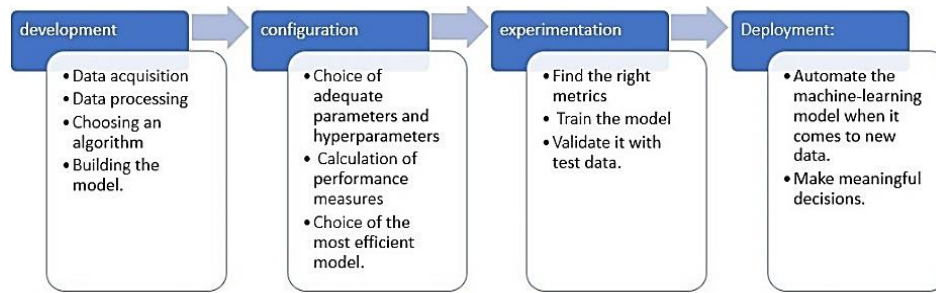 development
• Data acquisition
• Data processing
• Choosing an
algorithm
• Building the
model.
configuration
• Choice of
adequate
parameters and
hyperparameters
• Calculation of
performance
measures
• Choice of the
most efficient
model.
experimentation
• Find the right
metrics
• Train the model
• Validate it with
test data.
Deployment:
• Automate the
machine-learning
model when it
comes to new
data.
• Make meaningful
decisions.